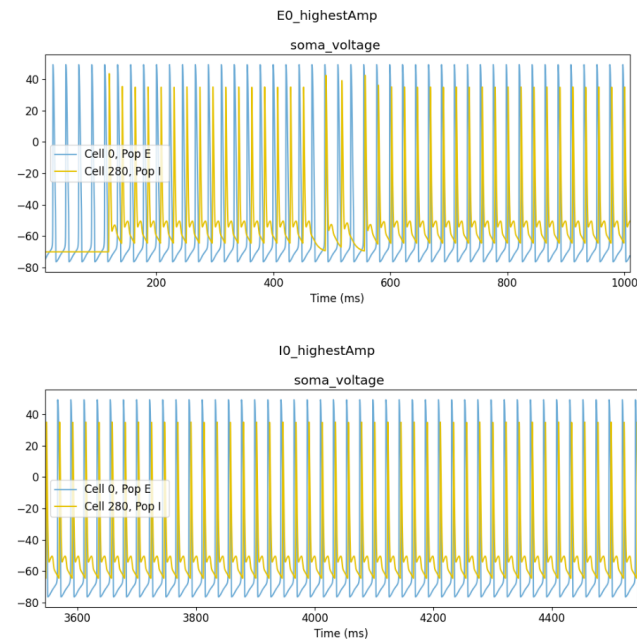 E0_highestAmp
soma_voltage
40
20
0
−20
−40
−60
−80
Cell 0, Pop E
Cell 280, Pop I
200
400
600
800
1000
Time (ms)
I0_highestAmp
soma_voltage
40
20
0
−20
−40
−60
−80
Cell 0, Pop E
Cell 280, Pop I
3600
3800
4000
4200
4400
Time (ms)